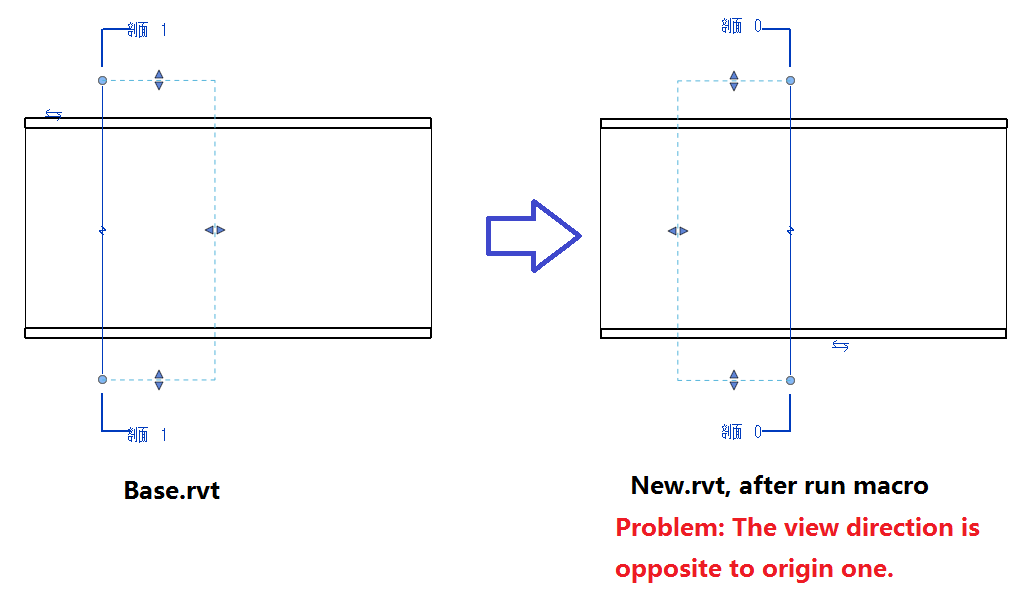 剖面 1
剖面 0
剖面 1
剖面 0
Base.rvt
New.rvt, after run macro
Problem: The view direction is
opposite to origin one.